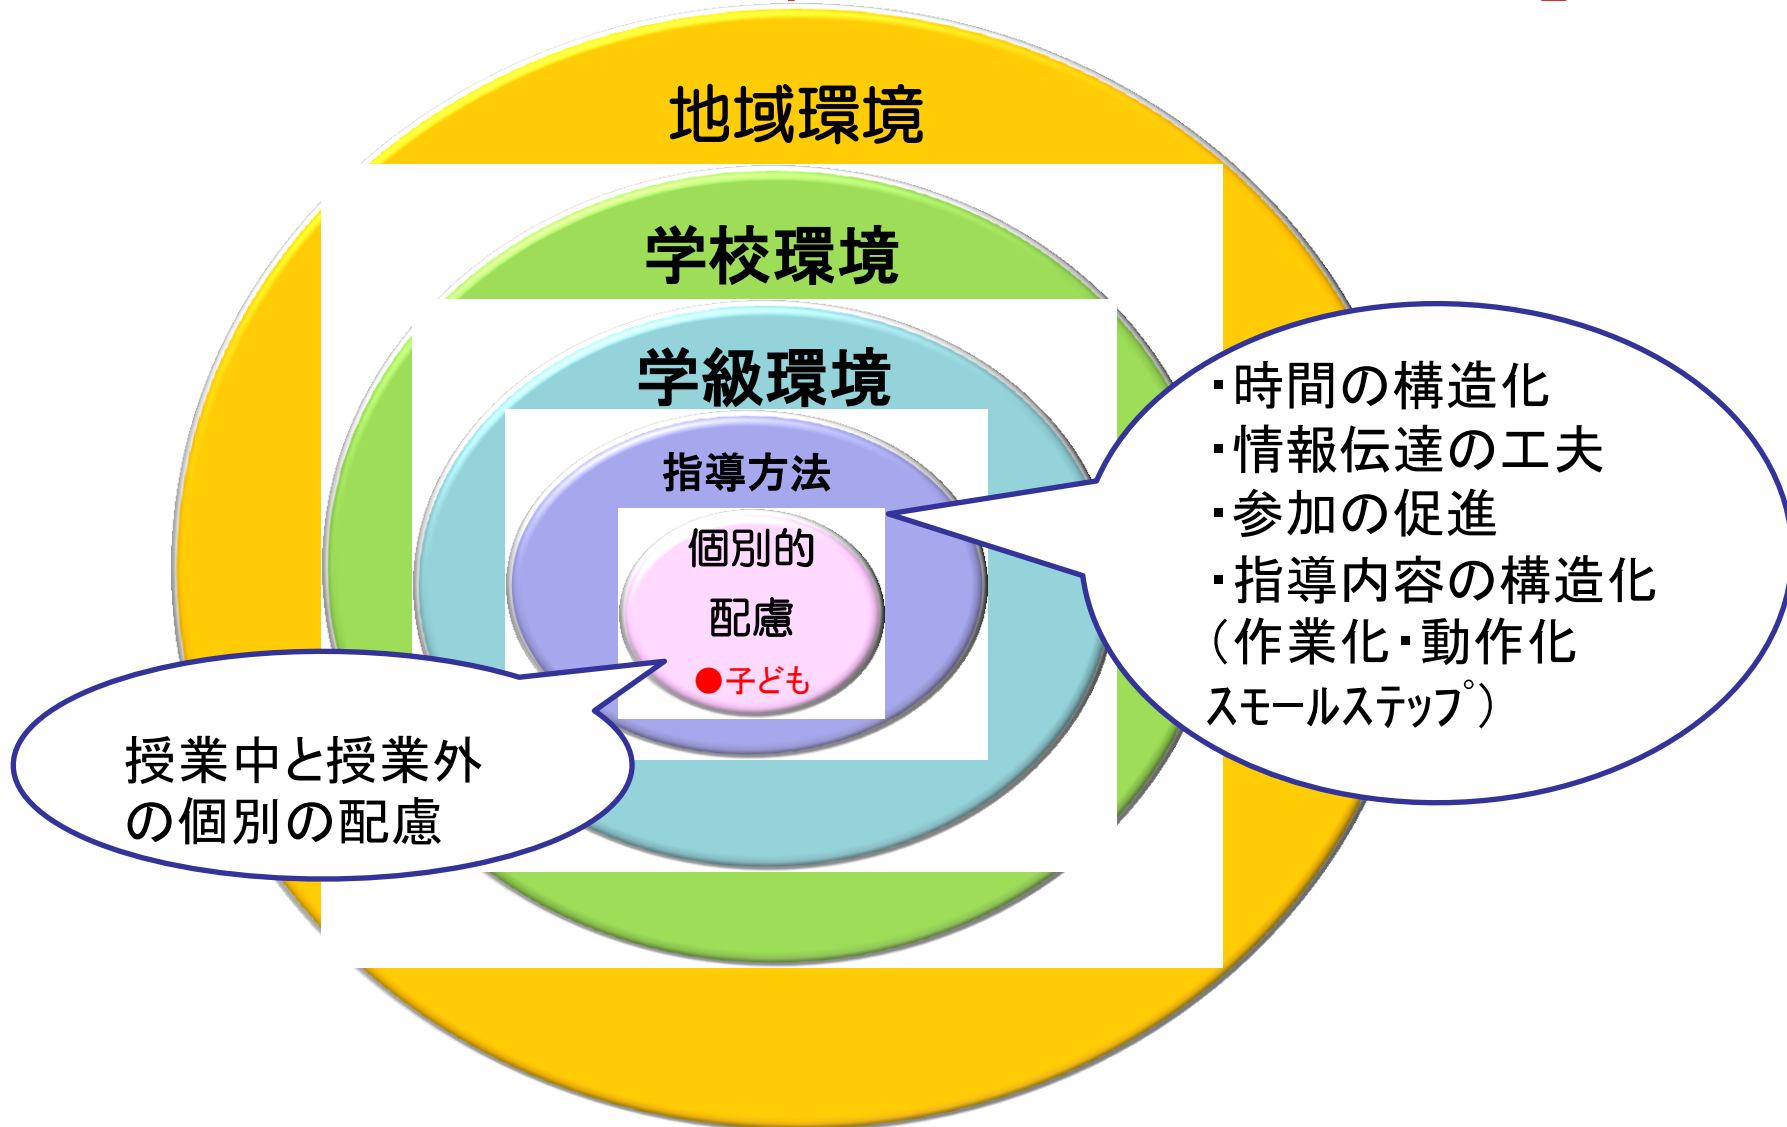 地域環境
学校環境
学級環境
指導方法
個別的
配慮
●子ども
・時間の構造化
・情報伝達の工夫
・参加の促進
・指導内容の構造化
（作業化・動作化
スモールステップ）
授業中と授業外
の個別の配慮